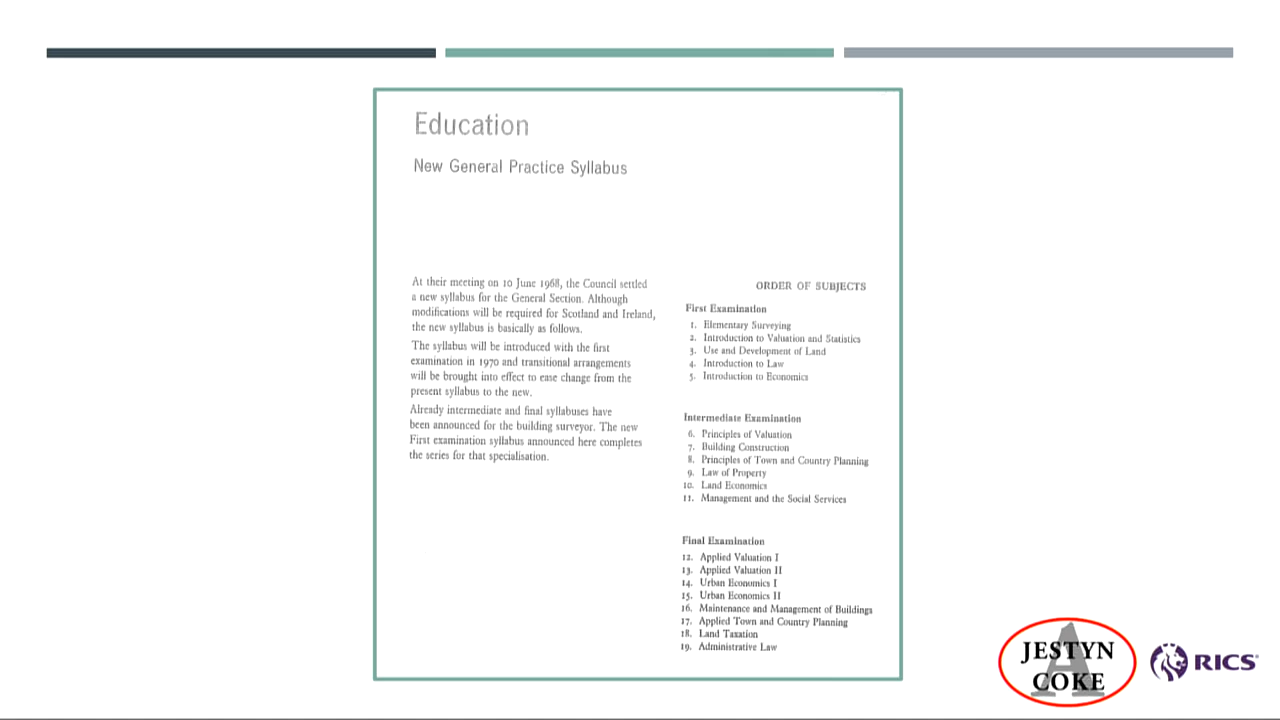 Education
New General Practice Syllabus
At their meeting on 10 June 1968, the Council settled
a new syllabus for the General Section. Although
modifications will be required for Scotland and Ireland,
the new syllabus is basically as follows.
The syllabus will be introduced with the first
examination in 1970 and transitional arrangements
will be brought into effect to ease change from the
present syllabus to the new.
Already intermediate and final syllabuses have
been announced for the building surveyor. The new
First examination syllabus announced here completes
the series for that specialisation.
ORDER OF SUBJECTS
First Examination
1. Elementary Surveying
2. Introduction to Valuation and Statistics
3. Use and Development of Land
4. Introduction to Law
5. Introduction to Economics
Intermediate Examination
6. Principles of Valuation
7. Building Construction
8. Principles of Town and Country Planning
9. Law of Property
10. Land Economics
11. Management and the Social Services
Final Examination
12. Applied Valuation I
13. Applied Valuation II
14. Urban Economics I
15. Urban Economics II
16. Maintenance and Management of Buildings
17. Applied Town and Country Planning
18. Land Taxation
19. Administrative Law
A
JESTYN
COKE
RICS